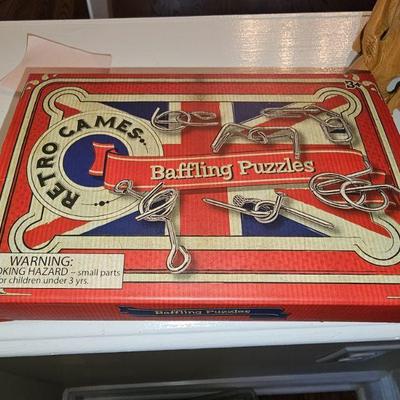 3+
RETRO GAMES
Baffling Puzzles
WARNING:
OKING HAZARD – small parts
or children under 3 yrs.
Baffling Puzzles